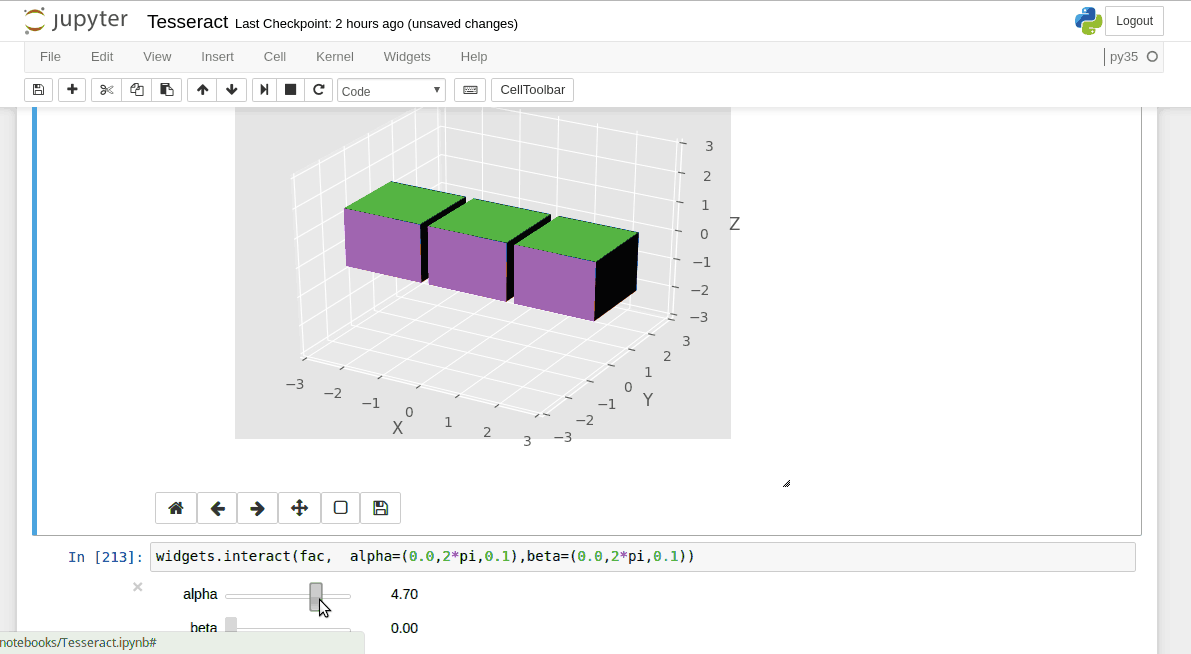 jupyter Tesseract Last Checkpoint: 2 hours ago (unsaved changes)
Logout
File Edit View Insert Cell Kernel Widgets Help
py35
Code
CellToolbar
3
2
1
0
−1
−2
−3
Z
3
2
1
0
−1
−2
−3
Y
−3
−2
−1
0
1
2
3
X
In [213]: widgets.interact(fac,  alpha=(0.0,2*pi,0.1),beta=(0.0,2*pi,0.1))
×
alpha 4.70
beta 0.00
notebooks/Tesseract.ipynb#